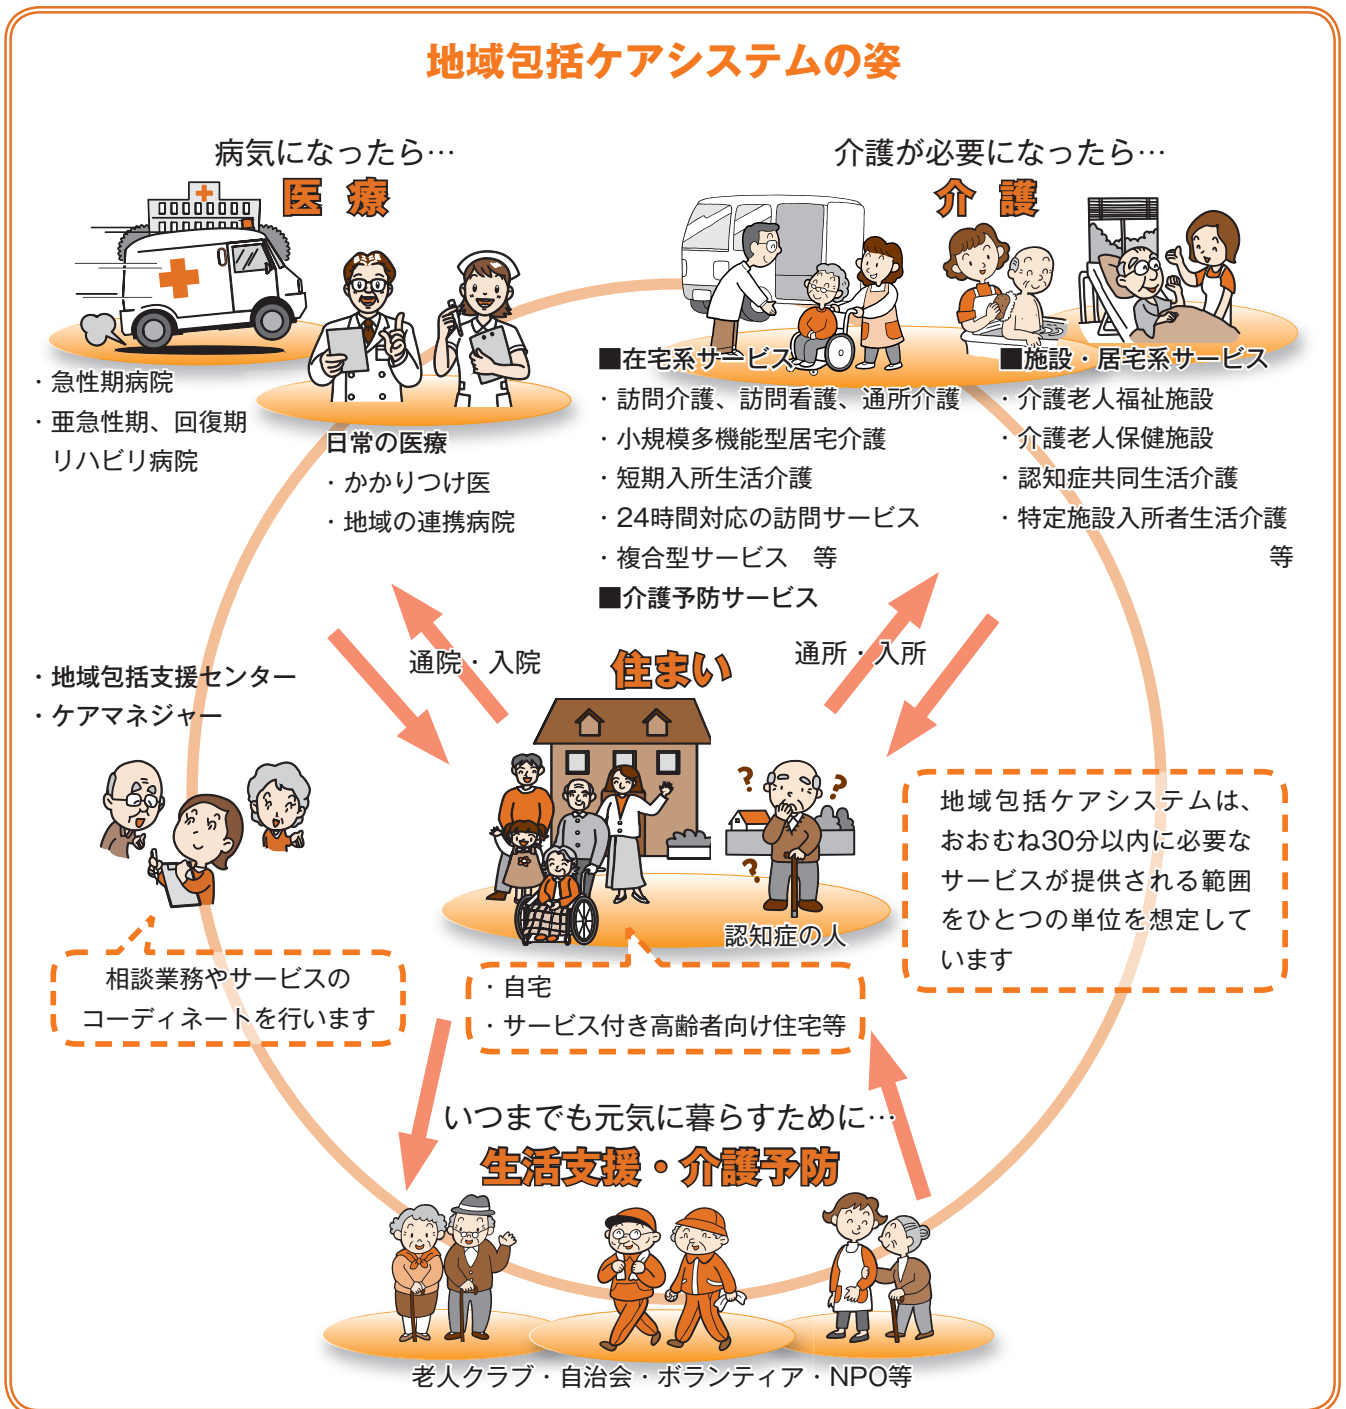 地域包括ケアシステムの姿
病気になったら…
医療
・急性期病院
・亜急性期、回復期
リハビリ病院
日常の医療
・かかりつけ医
・地域の連携病院
介護が必要になったら…
介護
■在宅系サービス
・訪問介護、訪問看護、通所介護
・小規模多機能型居宅介護
・短期入所生活介護
・24時間対応の訪問サービス
・複合型サービス　等
■介護予防サービス
■施設・居宅系サービス
・介護老人福祉施設
・介護老人保健施設
・認知症共同生活介護
・特定施設入所者生活介護
等
通院・入院
通所・入所
住まい
・地域包括支援センター
・ケアマネジャー
相談業務やサービスの
コーディネートを行います
?
?
?
認知症の人
・自宅
・サービス付き高齢者向け住宅等
地域包括ケアシステムは、
おおむね30分以内に必要な
サービスが提供される範囲
をひとつの単位を想定して
います
いつまでも元気に暮らすために…
生活支援・介護予防
老人クラブ・自治会・ボランティア・NPO等